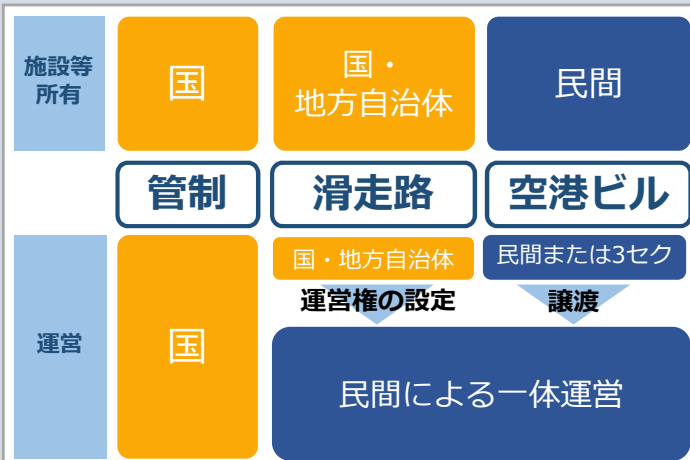 施設等
所有
国
国・
地方自治体
民間
管制
滑走路
空港ビル
運営
国
国・地方自治体
民間または3セク
運営権の設定
譲渡
民間による一体運営